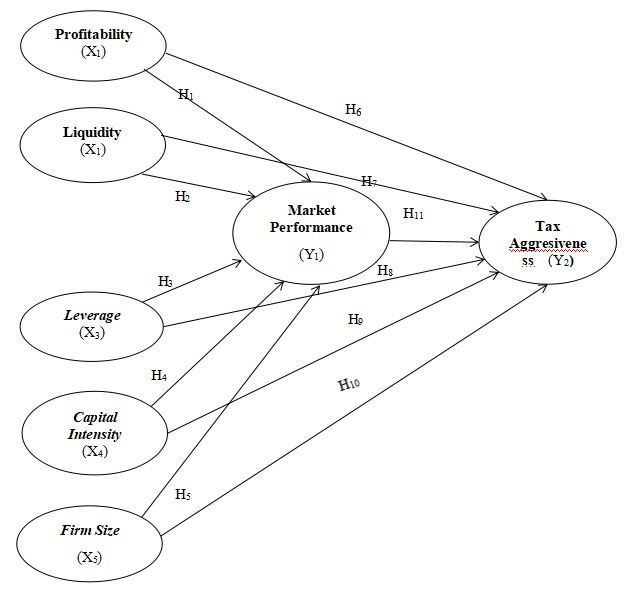 Profitability
(X₁)
H₁
H₆
Liquidity
(X₁)
H₇
H₂
Market
Performance
(Y₁)
H₁₁
Tax
Aggresivene
ss (Y₂)
H₃
H₈
Leverage
(X₃)
H₉
H₄
H₁₀
Capital
Intensity
(X₄)
H₅
Firm Size
(X₅)